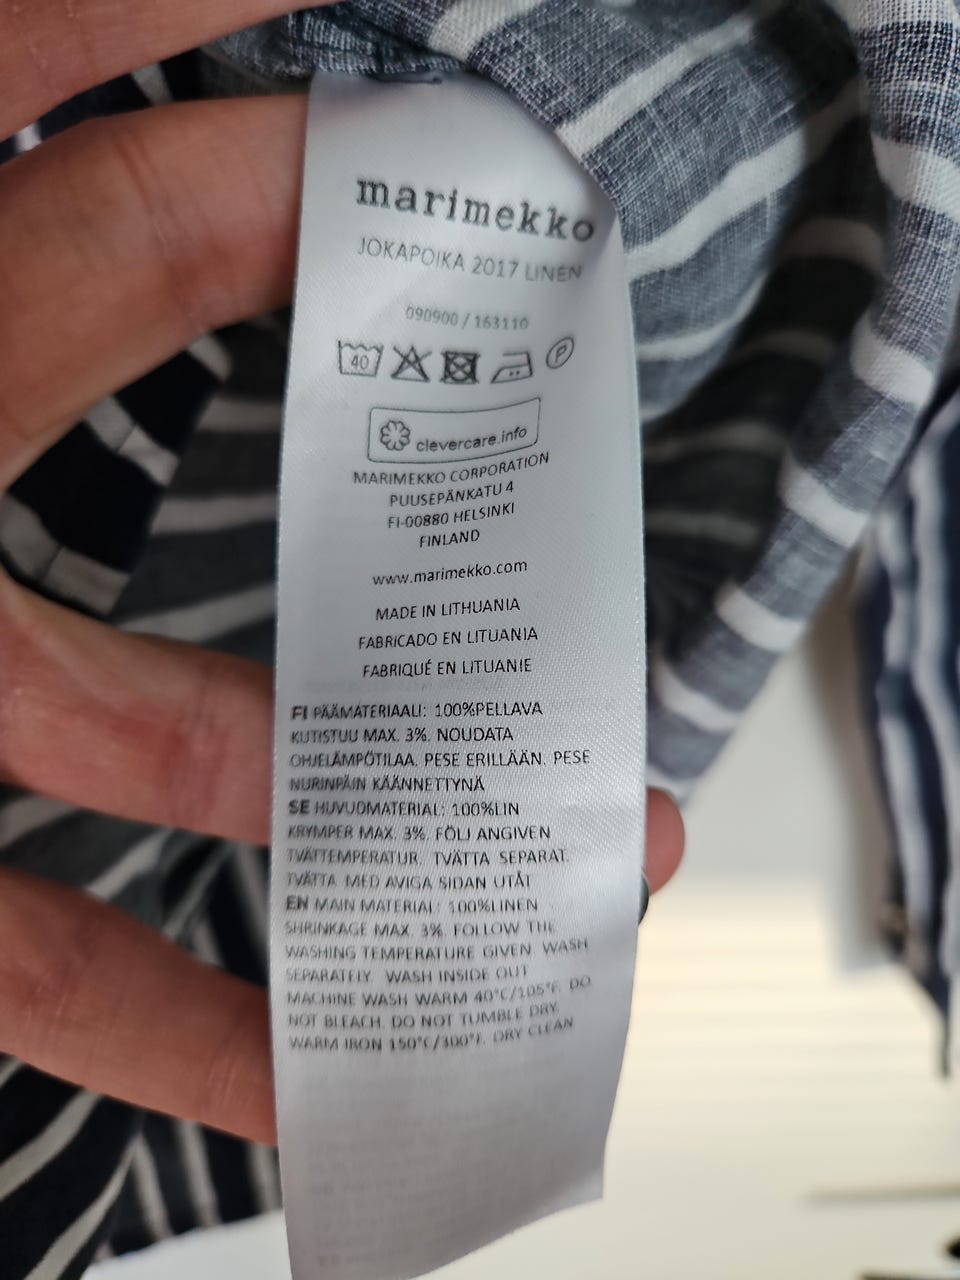 marimekko
JOKAPOIKA 2017 LINEN
090900 / 163110
40 P
clevercare.info
MARIMEKKO CORPORATION
PUUSEPÄNKATU 4
FI-00880 HELSINKI
FINLAND
www.marimekko.com
MADE IN LITHUANIA
FABRICADO EN LITUANIA
FABRIQUÉ EN LITUANIE
FI PÄÄMATERIAALI: 100%PELLAVA
KUTISTUU MAX. 3%. NOUDATA
OHJELÄMPÖTILAA. PESE ERILLÄÄN. PESE
NURINPÄIN KÄÄNNETTYNÄ
SE HUVUOMATERIAL: 100%LIN
KRYMPER MAX. 3%. FÖLJ ANGIVEN
TVÄTTEMPERATUR. TVÄTTA SEPARAT.
TVÄTTA MED AVIGA SIDAN UTÅT
EN MAIN MATERIAL: 100%LINEN
SHRINKAGE MAX. 3%. FOLLOW THE
WASHING TEMPERATURE GIVEN. WASH
SEPARATELY. WASH INSIDE OUT
MACHINE WASH WARM 40°C/105°F. DO
NOT BLEACH. DO NOT TUMBLE DRY.
WARM IRON 150°C/300°F. DRY CLEAN